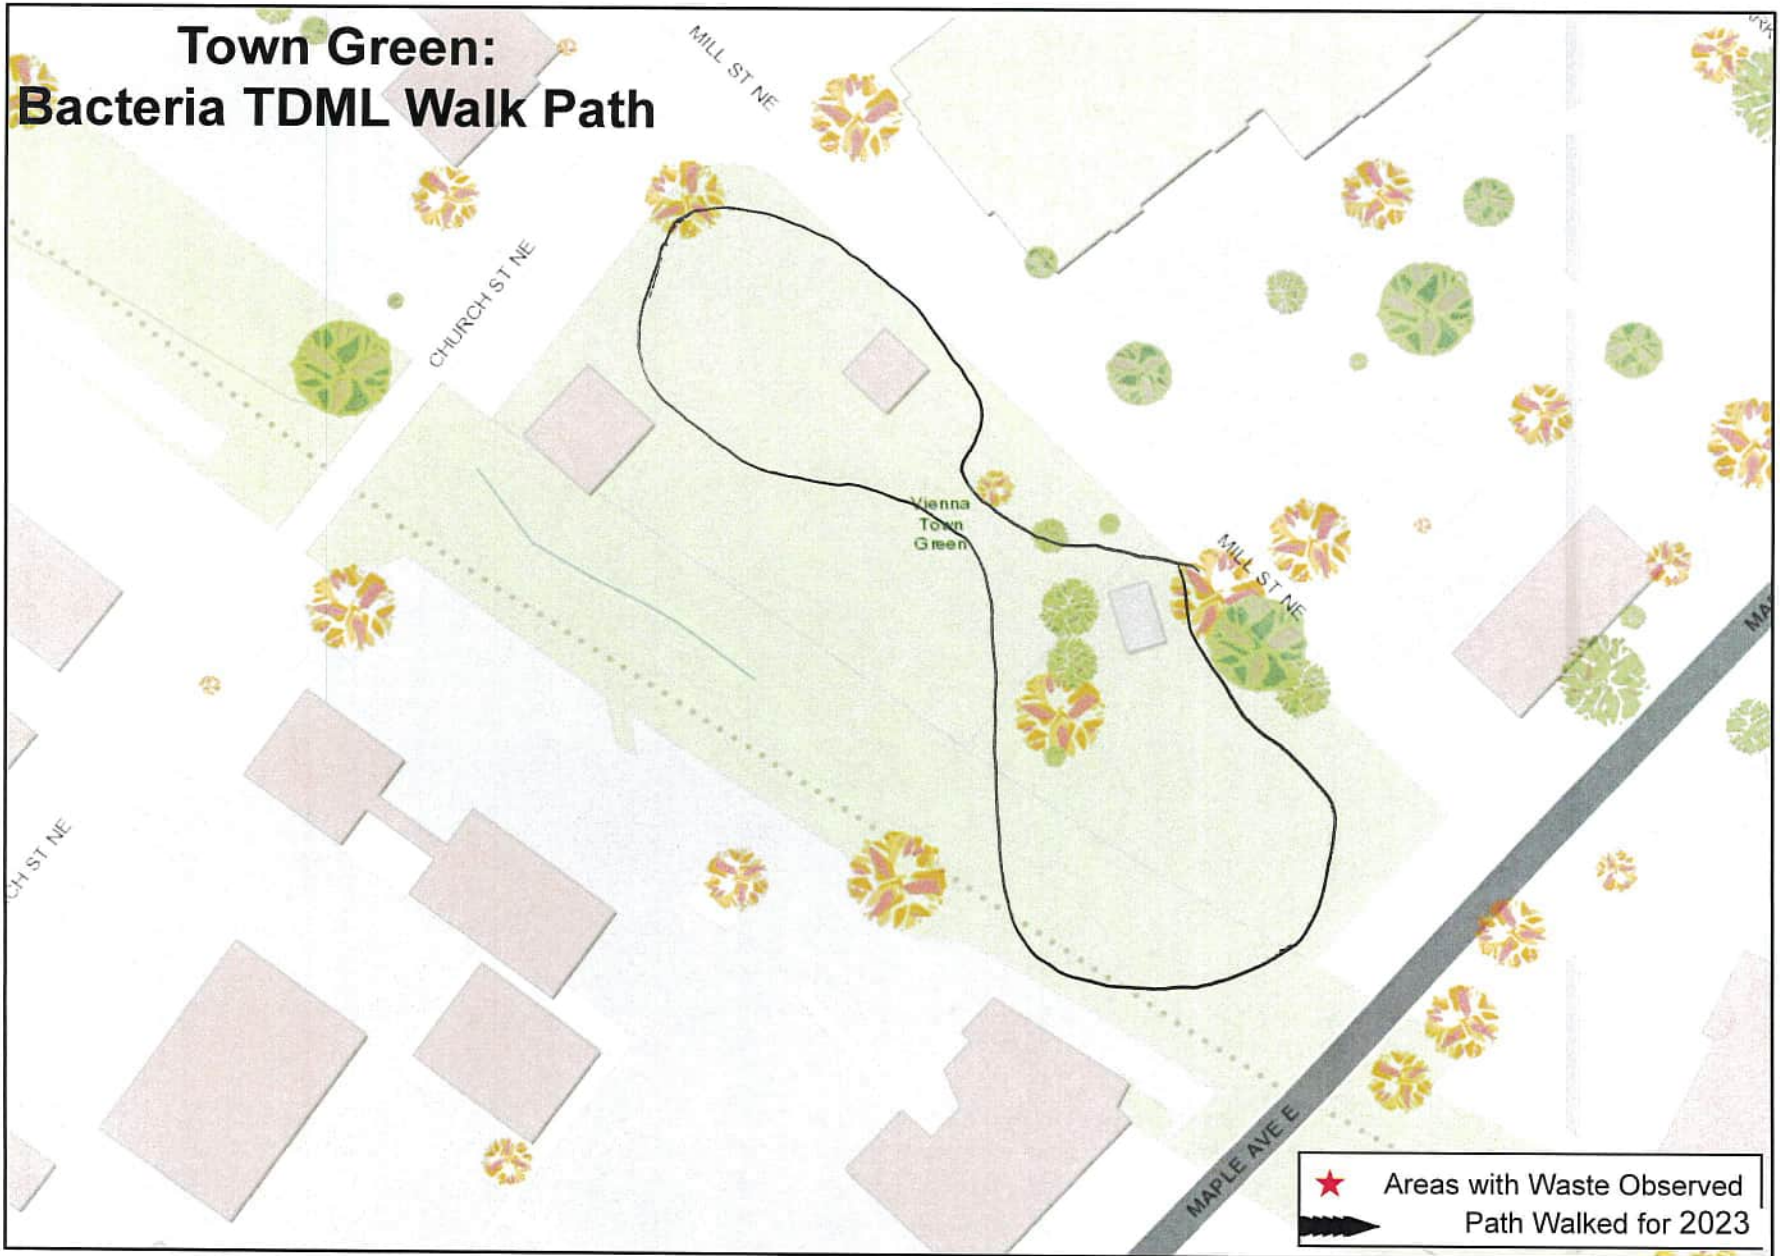 Town Green:
Bacteria TDML Walk Path
MILL ST NE
CHURCH ST NE
Vienna
Town
Green
MILL ST NE
CH ST NE
MAPLE AVE E
Areas with Waste Observed
Path Walked for 2023